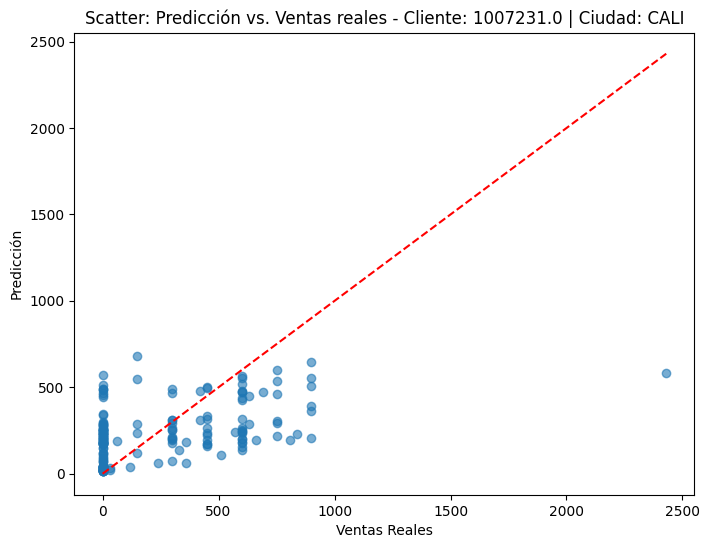 Scatter: Predicción vs. Ventas reales - Cliente: 1007231.0 | Ciudad: CALI
2500
2000
1500
1000
500
0
Predicción
0 500 1000 1500 2000 2500
Ventas Reales